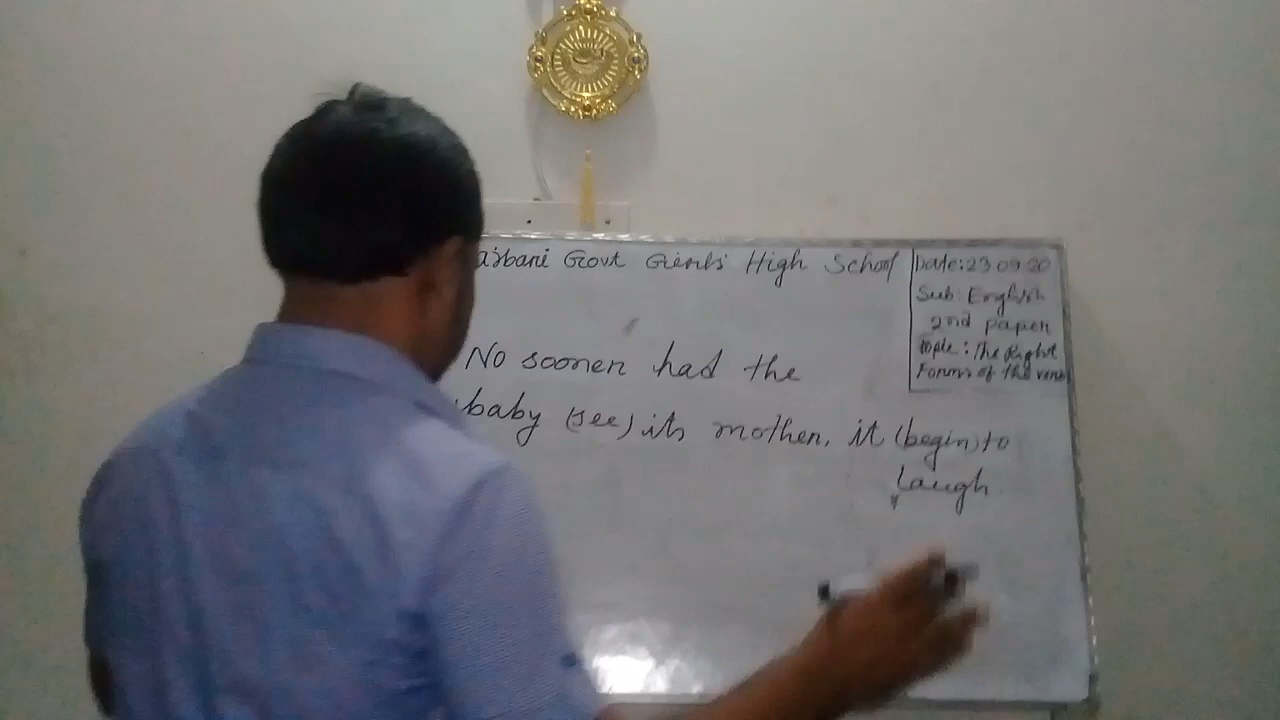 Govt Girls' High School
Date: 23 09 20
Sub: English
2nd paper
Topic: The Right
Forms of the verb
No sooner had the
baby (see) its mother, it (begin) to
laugh